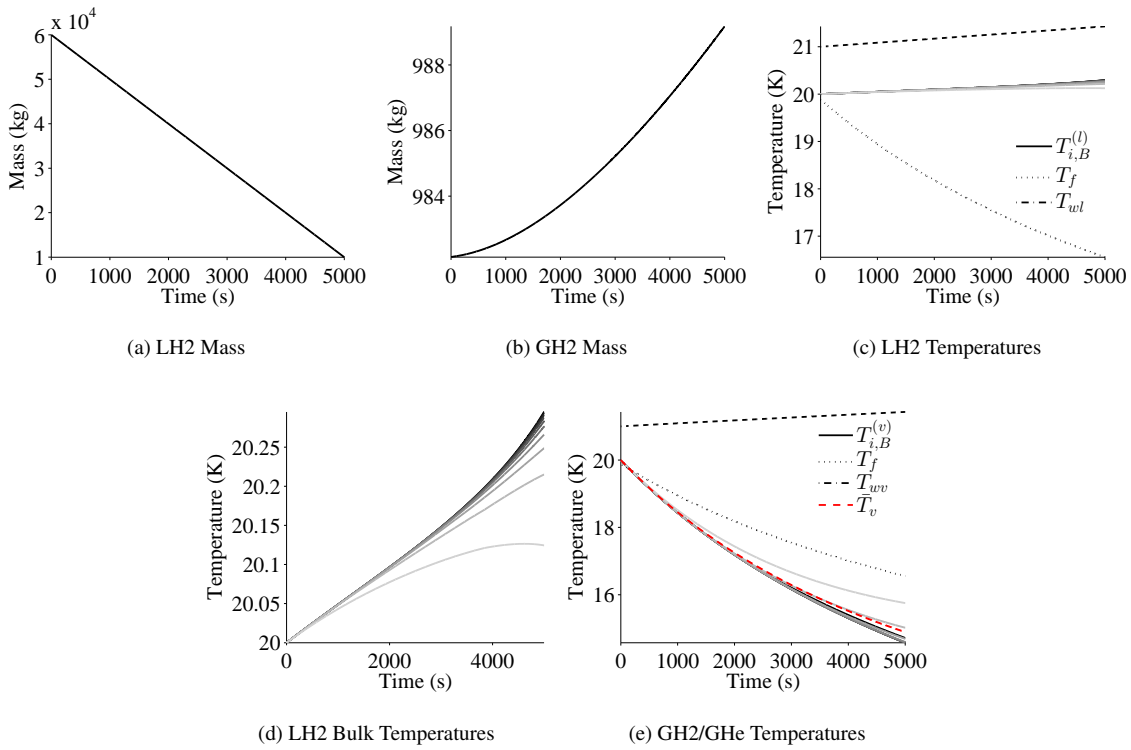 x 10⁴
6
5
4
3
2
1
Mass (kg)
0 1000 2000 3000 4000 5000
Time (s)
(a) LH2 Mass
988
986
984
982
Mass (kg)
0 1000 2000 3000 4000 5000
Time (s)
(b) GH2 Mass
21
20
19
18
17
Temperature (K)
T_{i,B}^{(l)}
T_f
T_{wl}
0 1000 2000 3000 4000 5000
Time (s)
(c) LH2 Temperatures
20.25
20.2
20.15
20.1
20.05
20
Temperature (K)
0 2000 4000
Time (s)
(d) LH2 Bulk Temperatures
20
18
16
Temperature (K)
T_{i,B}^{(v)}
T_f
T_{wv}
T̄_v
0 1000 2000 3000 4000 5000
Time (s)
(e) GH2/GHe Temperatures